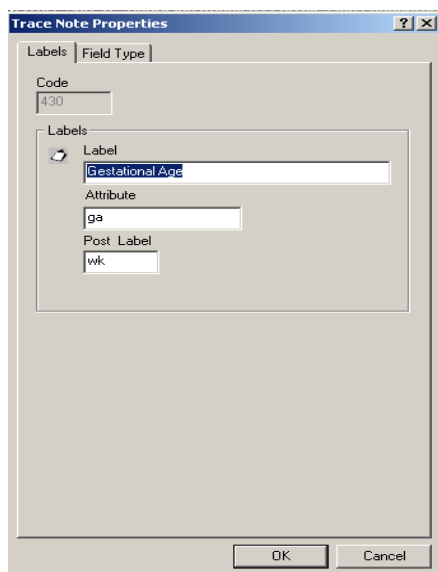 Trace Note Properties
Labels Field Type
Code
430
Labels
Label
Gestational Age
Attribute
ga
Post Label
wk
OK Cancel